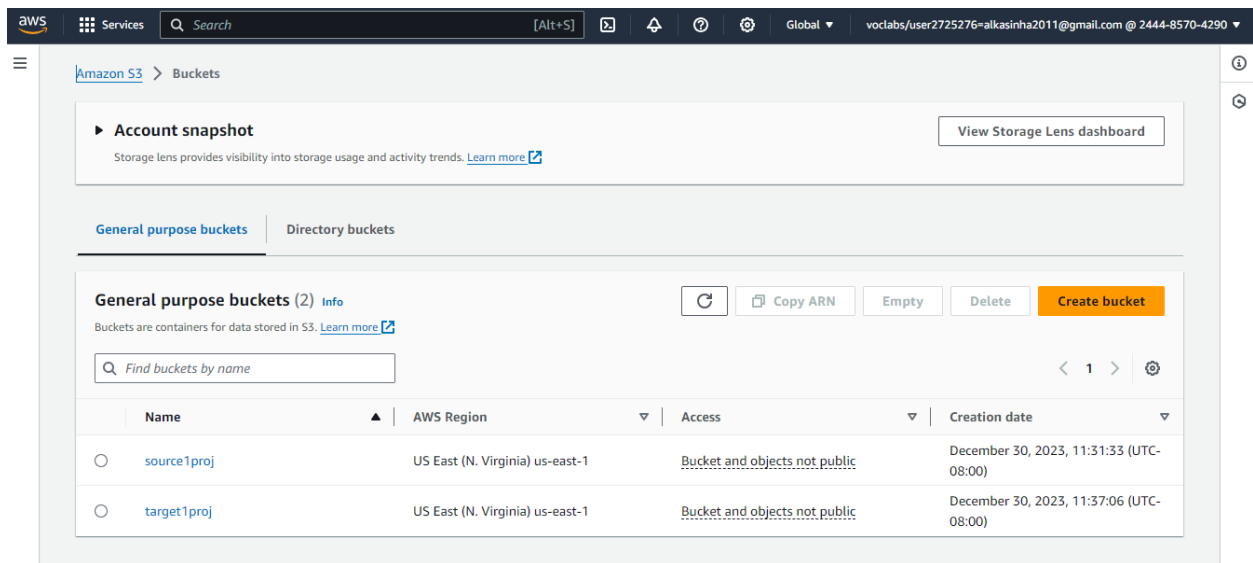 aws Services Search [Alt+S] Global voclabs/user2725276=alkasinha2011@gmail.com @ 2444-8570-4290
Amazon S3 Buckets
Account snapshot View Storage Lens dashboard
Storage lens provides visibility into storage usage and activity trends. Learn more
General purpose buckets Directory buckets
General purpose buckets (2) Info Copy ARN Empty Delete Create bucket
Buckets are containers for data stored in S3. Learn more
Find buckets by name 1
Name AWS Region Access Creation date
source1proj US East (N. Virginia) us-east-1 Bucket and objects not public December 30, 2023, 11:31:33 (UTC-
08:00)
target1proj US East (N. Virginia) us-east-1 Bucket and objects not public December 30, 2023, 11:37:06 (UTC-
08:00)